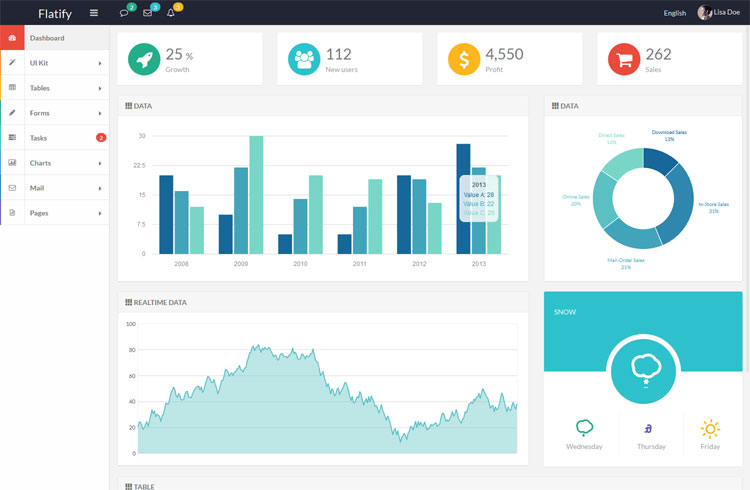 Flatify
2
3
3
English
Lisa Doe
Dashboard
UI Kit
Tables
Forms
Tasks
2
Charts
Mail
Pages
25 %
Growth
112
New users
4,550
Profit
262
Sales
DATA
30
22.5
15
7.5
0
2008
2009
2010
2011
2012
2013
2013
Value A: 28
Value B: 22
Value C: 20
DATA
Download Sales
13%
In-Store Sales
31%
Mail-Order Sales
21%
Online Sales
20%
Direct Sales
REALTIME DATA
100
80
60
40
20
0
SNOW
Wednesday
Thursday
Friday
TABLE